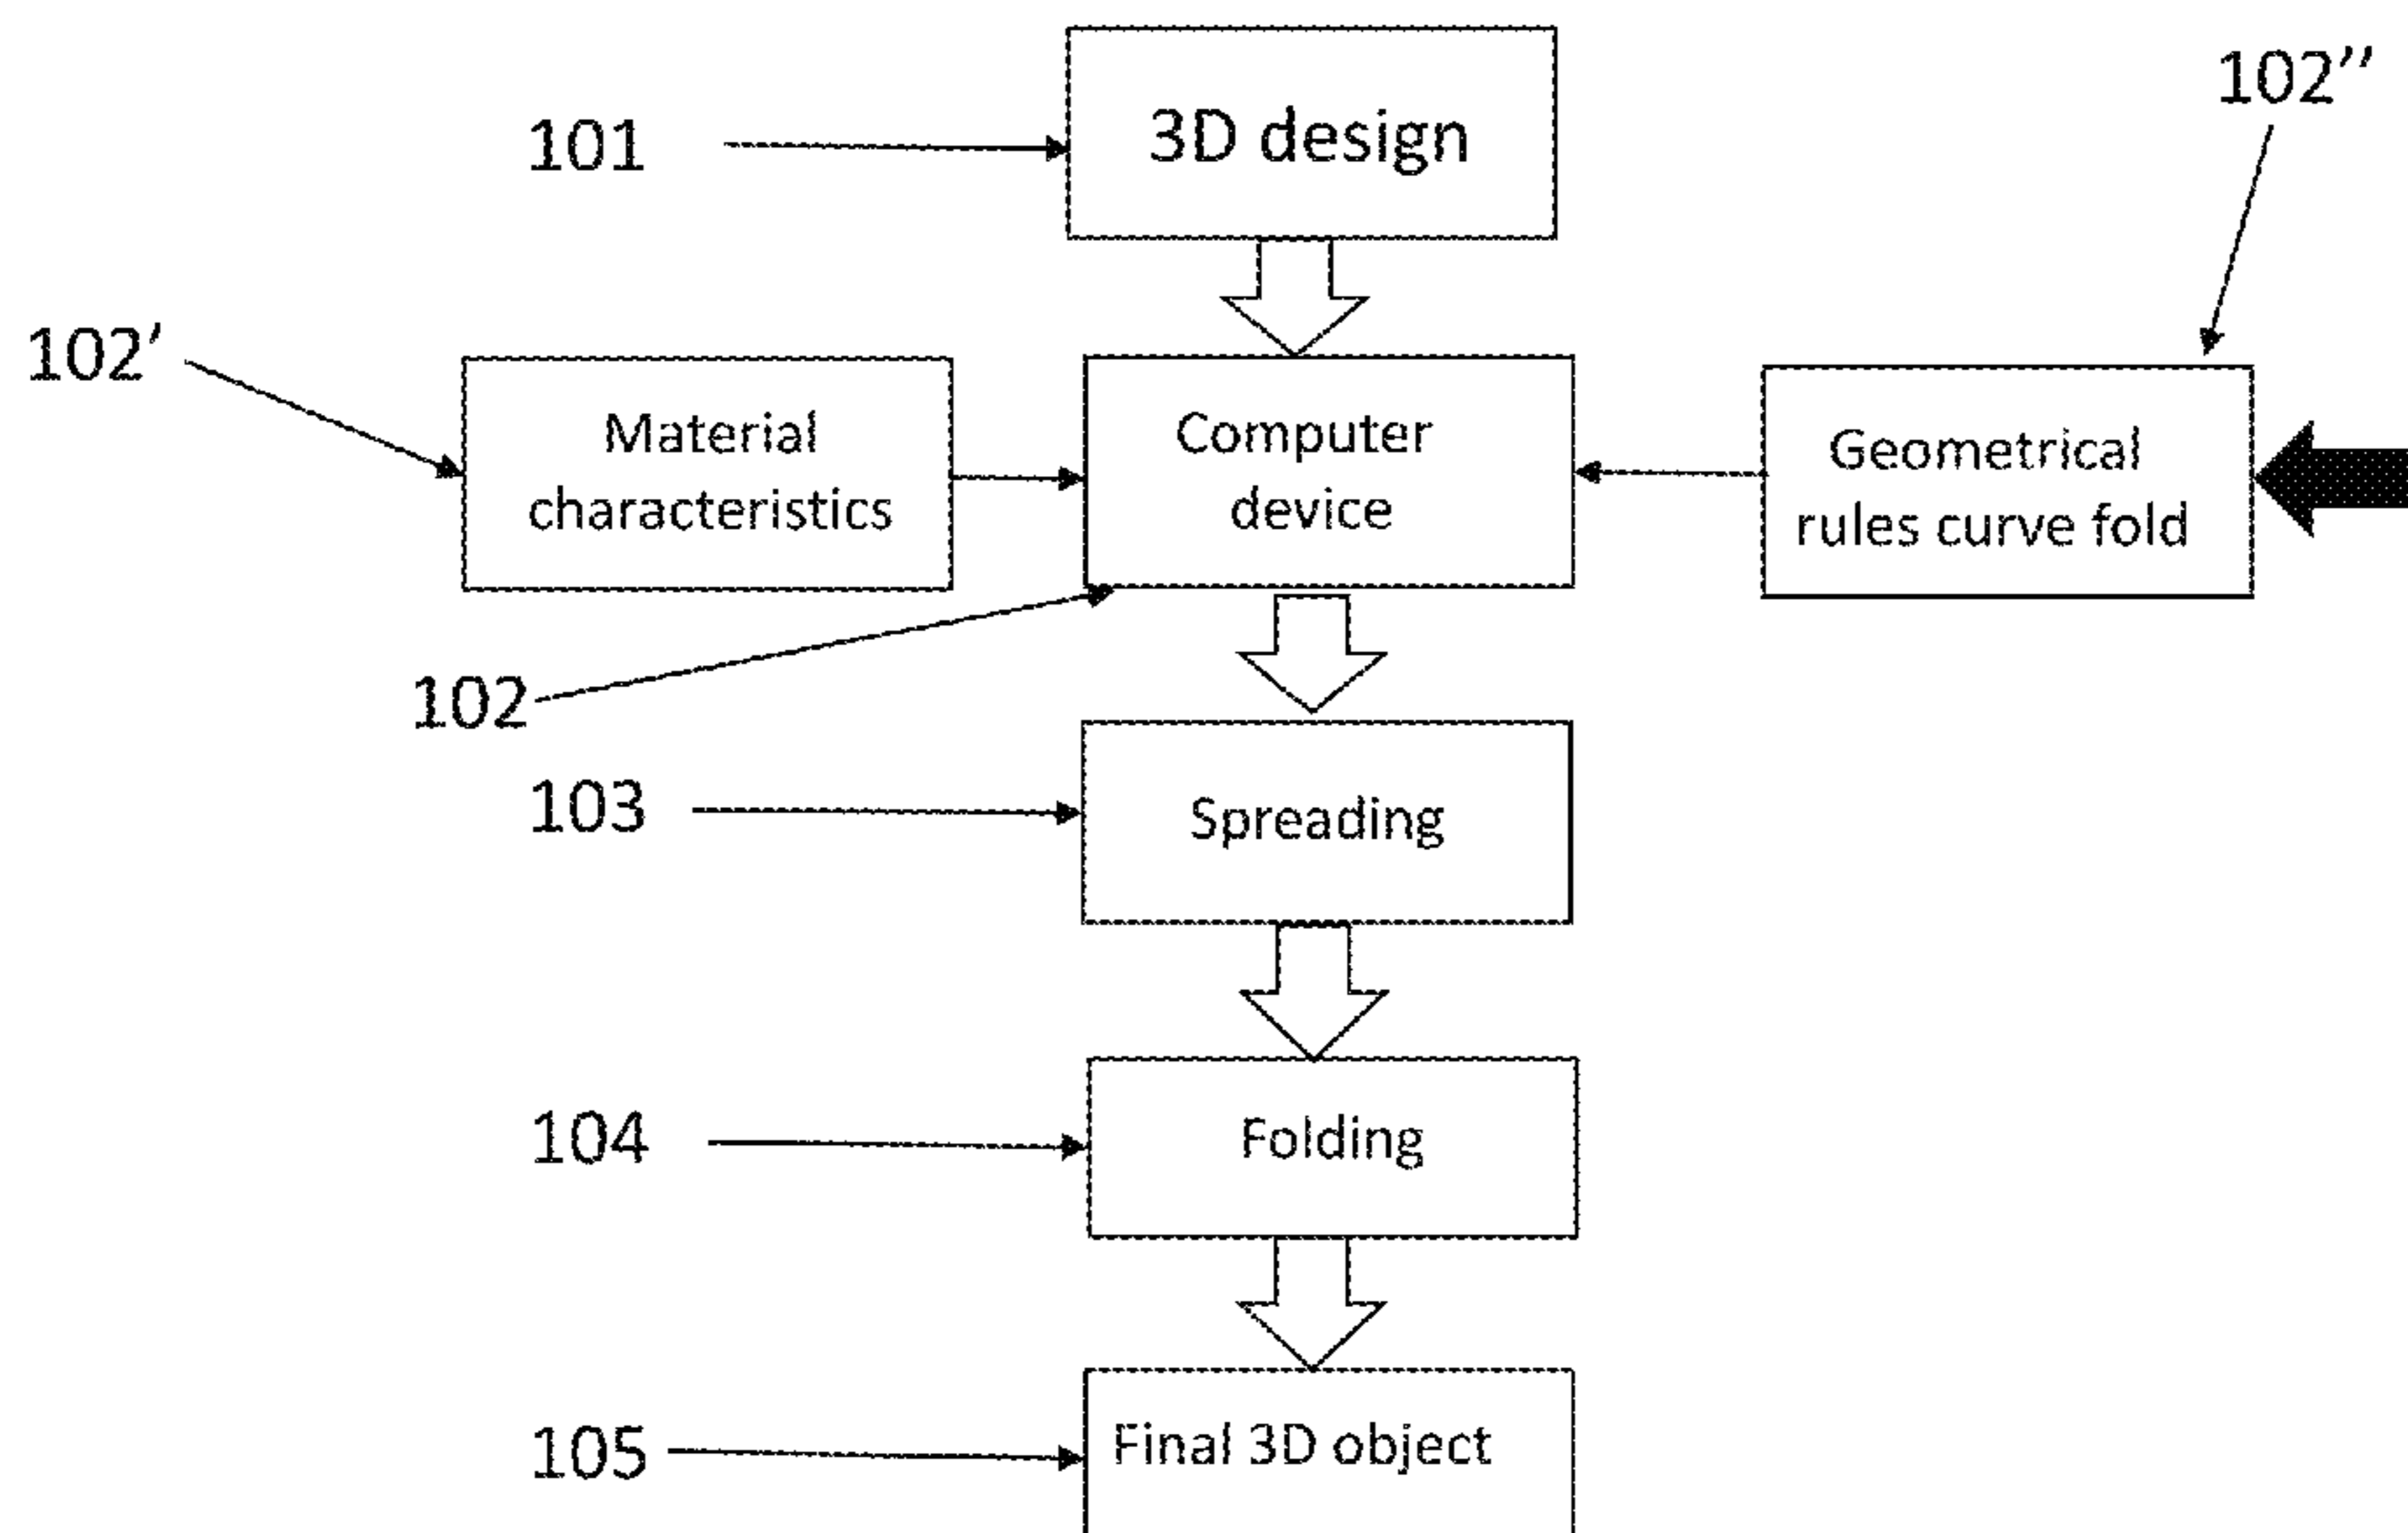 3D design
102’’
101
102’
Material
characteristics
Computer
device
Geometrical
rules curve fold
102
103
Spreading
104
Folding
105
Final 3D object